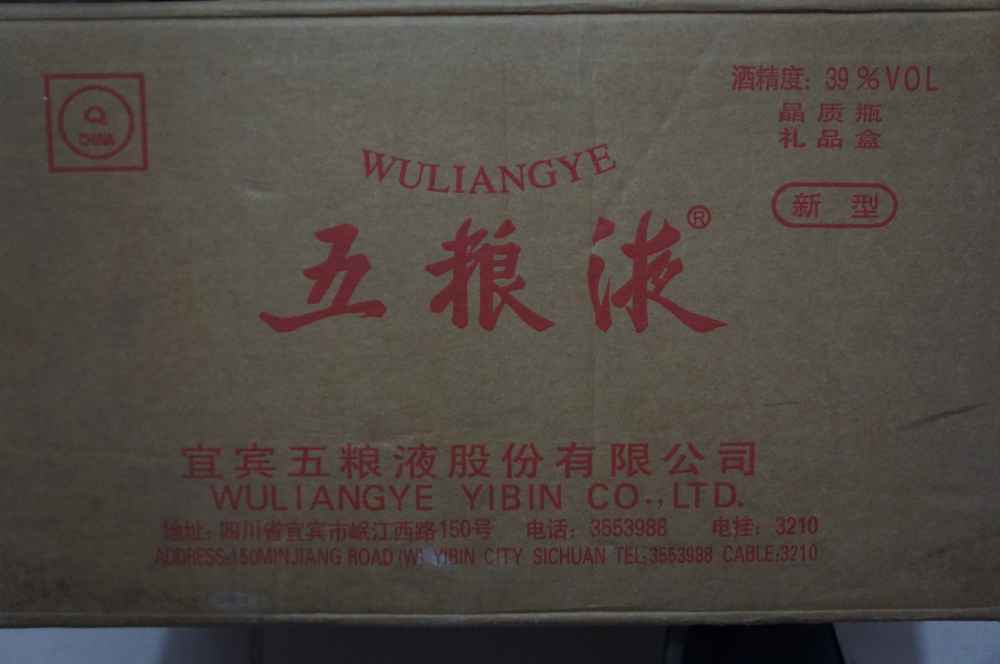 Q
CHINA
酒精度：39％VOL
晶质瓶
礼品盒
新 型
WULIANGYE
五粮液®
宜宾五粮液股份有限公司
WULIANGYE YIBIN CO.,LTD.
地址：四川省宜宾市岷江西路150号 电话：3553988 电挂：3210
ADDRESS:150MINJIANG ROAD (W) YIBIN CITY SICHUAN TEL:3553988 CABLE:3210